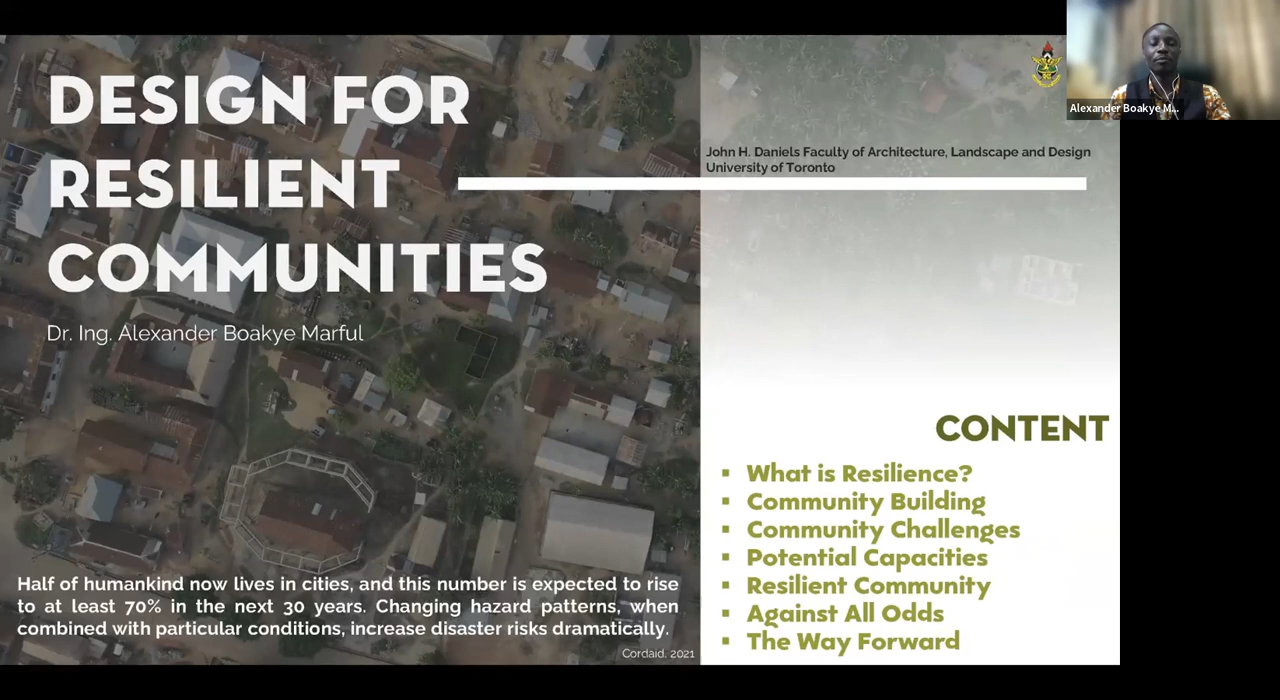 DESIGN FOR
RESILIENT
COMMUNITIES
Dr. Ing. Alexander Boakye Marful
Half of humankind now lives in cities, and this number is expected to rise
to at least 70% in the next 30 years. Changing hazard patterns, when
combined with particular conditions, increase disaster risks dramatically.
Cordaid. 2021
John H. Daniels Faculty of Architecture, Landscape and Design
University of Toronto
CONTENT
▪ What is Resilience?
▪ Community Building
▪ Community Challenges
▪ Potential Capacities
▪ Resilient Community
▪ Against All Odds
▪ The Way Forward
Alexander Boakye M...